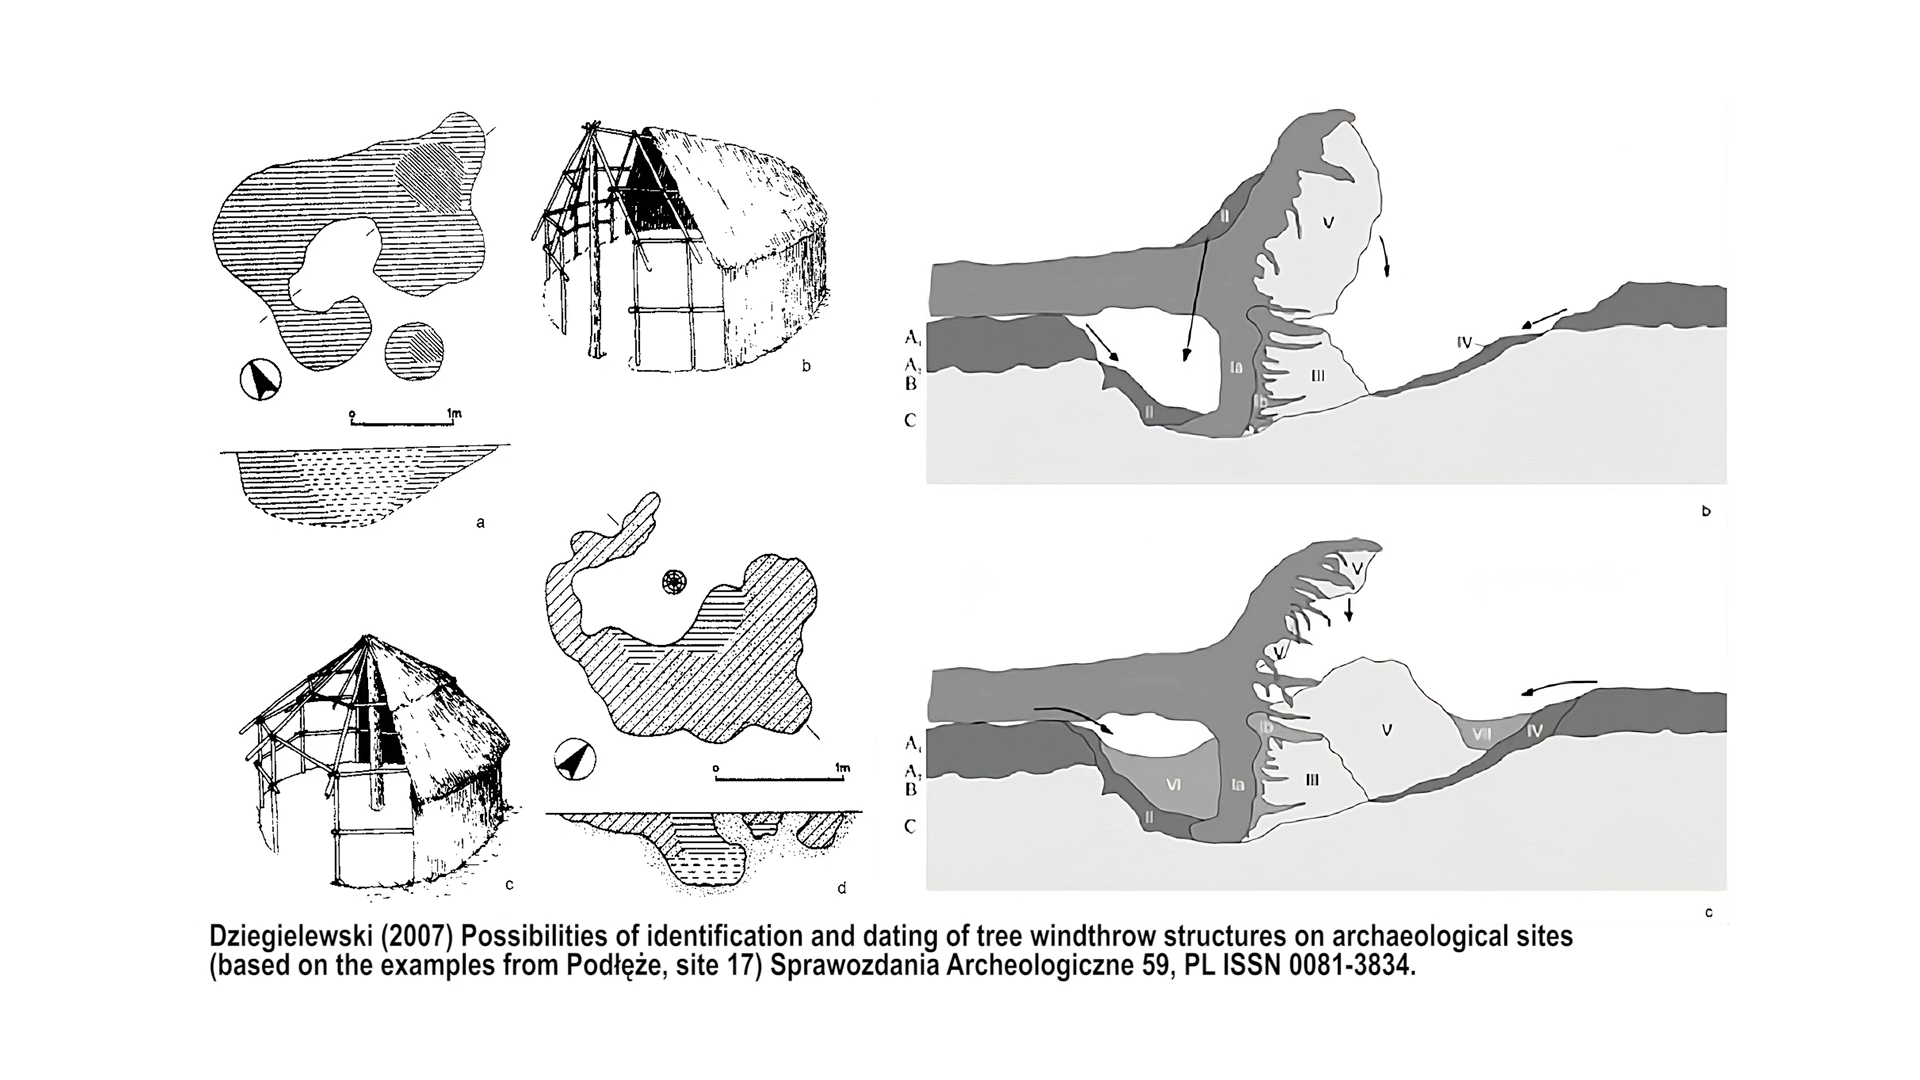 o 1m
a
b
c
o 1m
d
II
V
A₁
A₂
B
C
Ia
Ib
III
IV
II
b
V
V
A₁
A₂
B
C
Ib
V
VII
IV
VI
Ia
III
II
c
Dziegielewski (2007) Possibilities of identification and dating of tree windthrow structures on archaeological sites
(based on the examples from Podłęże, site 17) Sprawozdania Archeologiczne 59, PL ISSN 0081-3834.